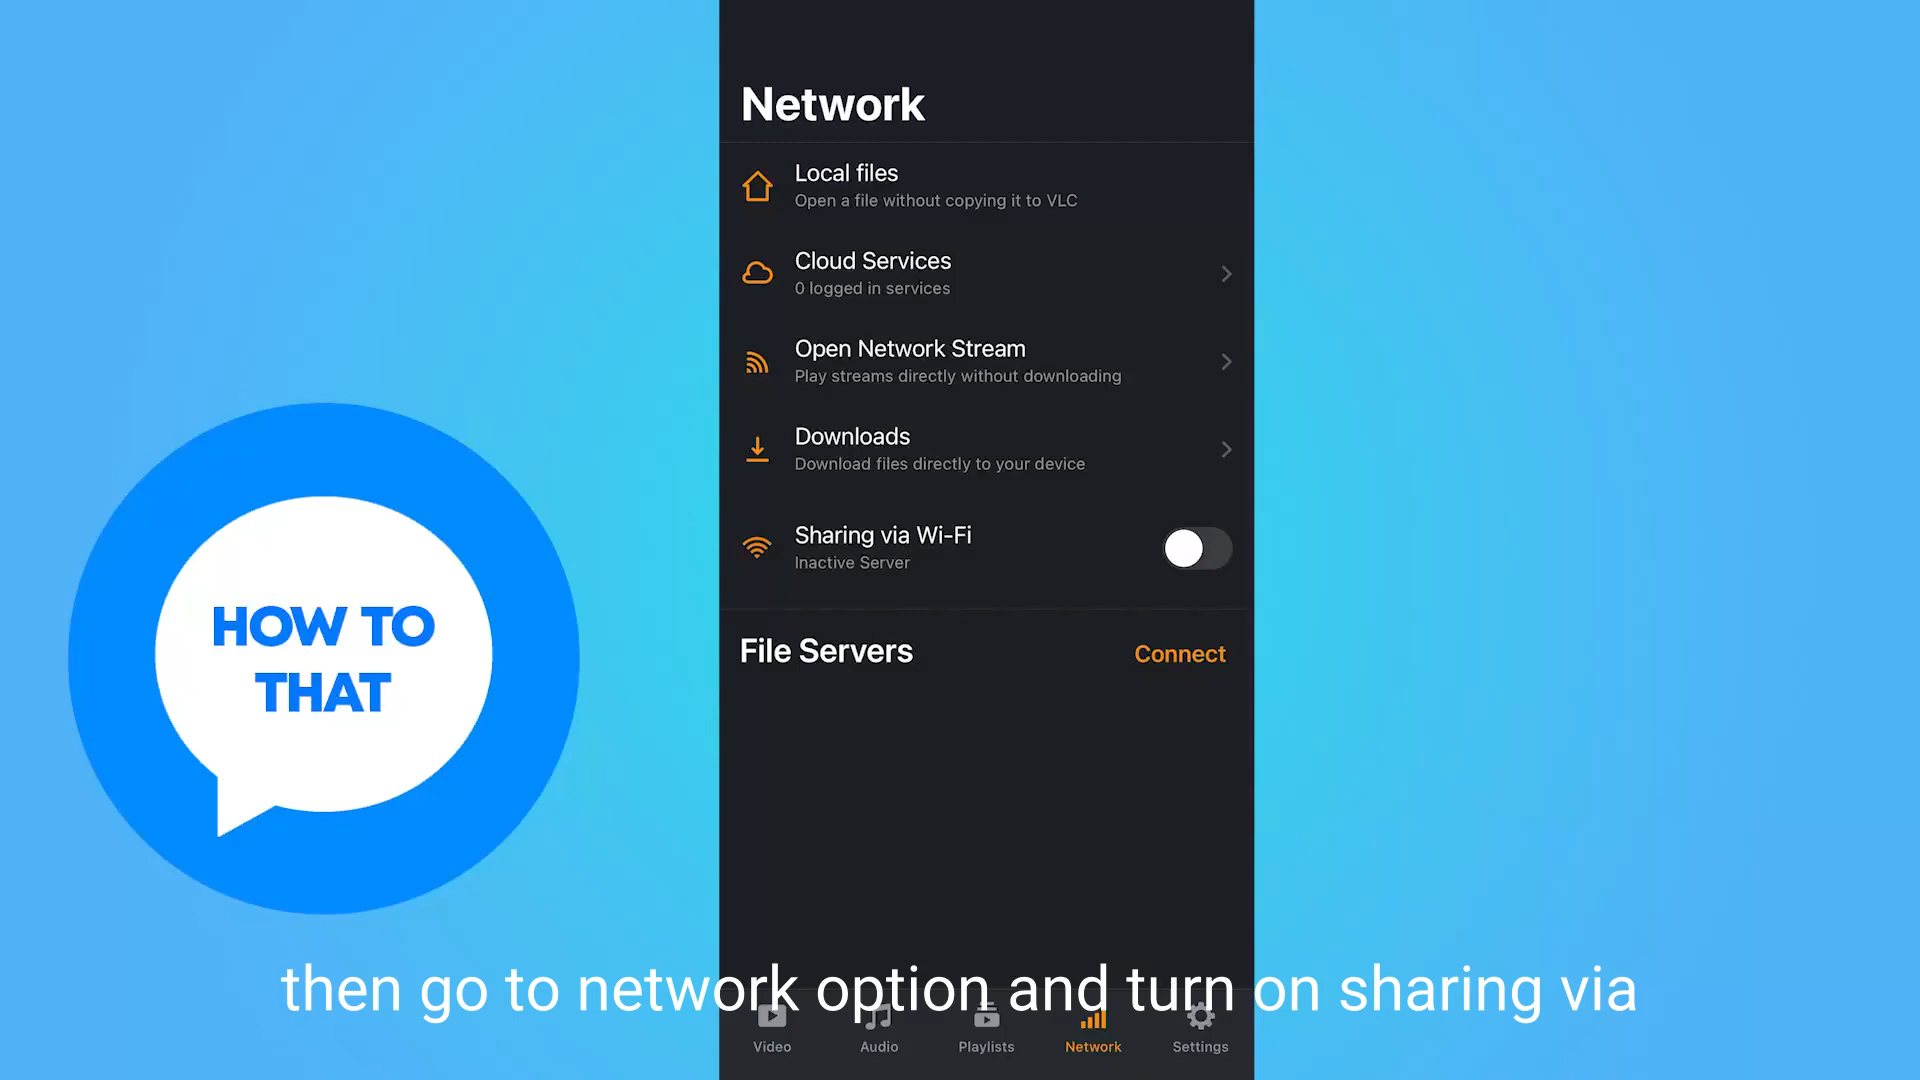 Network
Local files
Open a file without copying it to VLC
Cloud Services
0 logged in services
Open Network Stream
Play streams directly without downloading
Downloads
Download files directly to your device
Sharing via Wi-Fi
Inactive Server
File Servers
Connect
HOW TO
THAT
then go to network option and turn on sharing via
Video
Audio
Playlists
Network
Settings